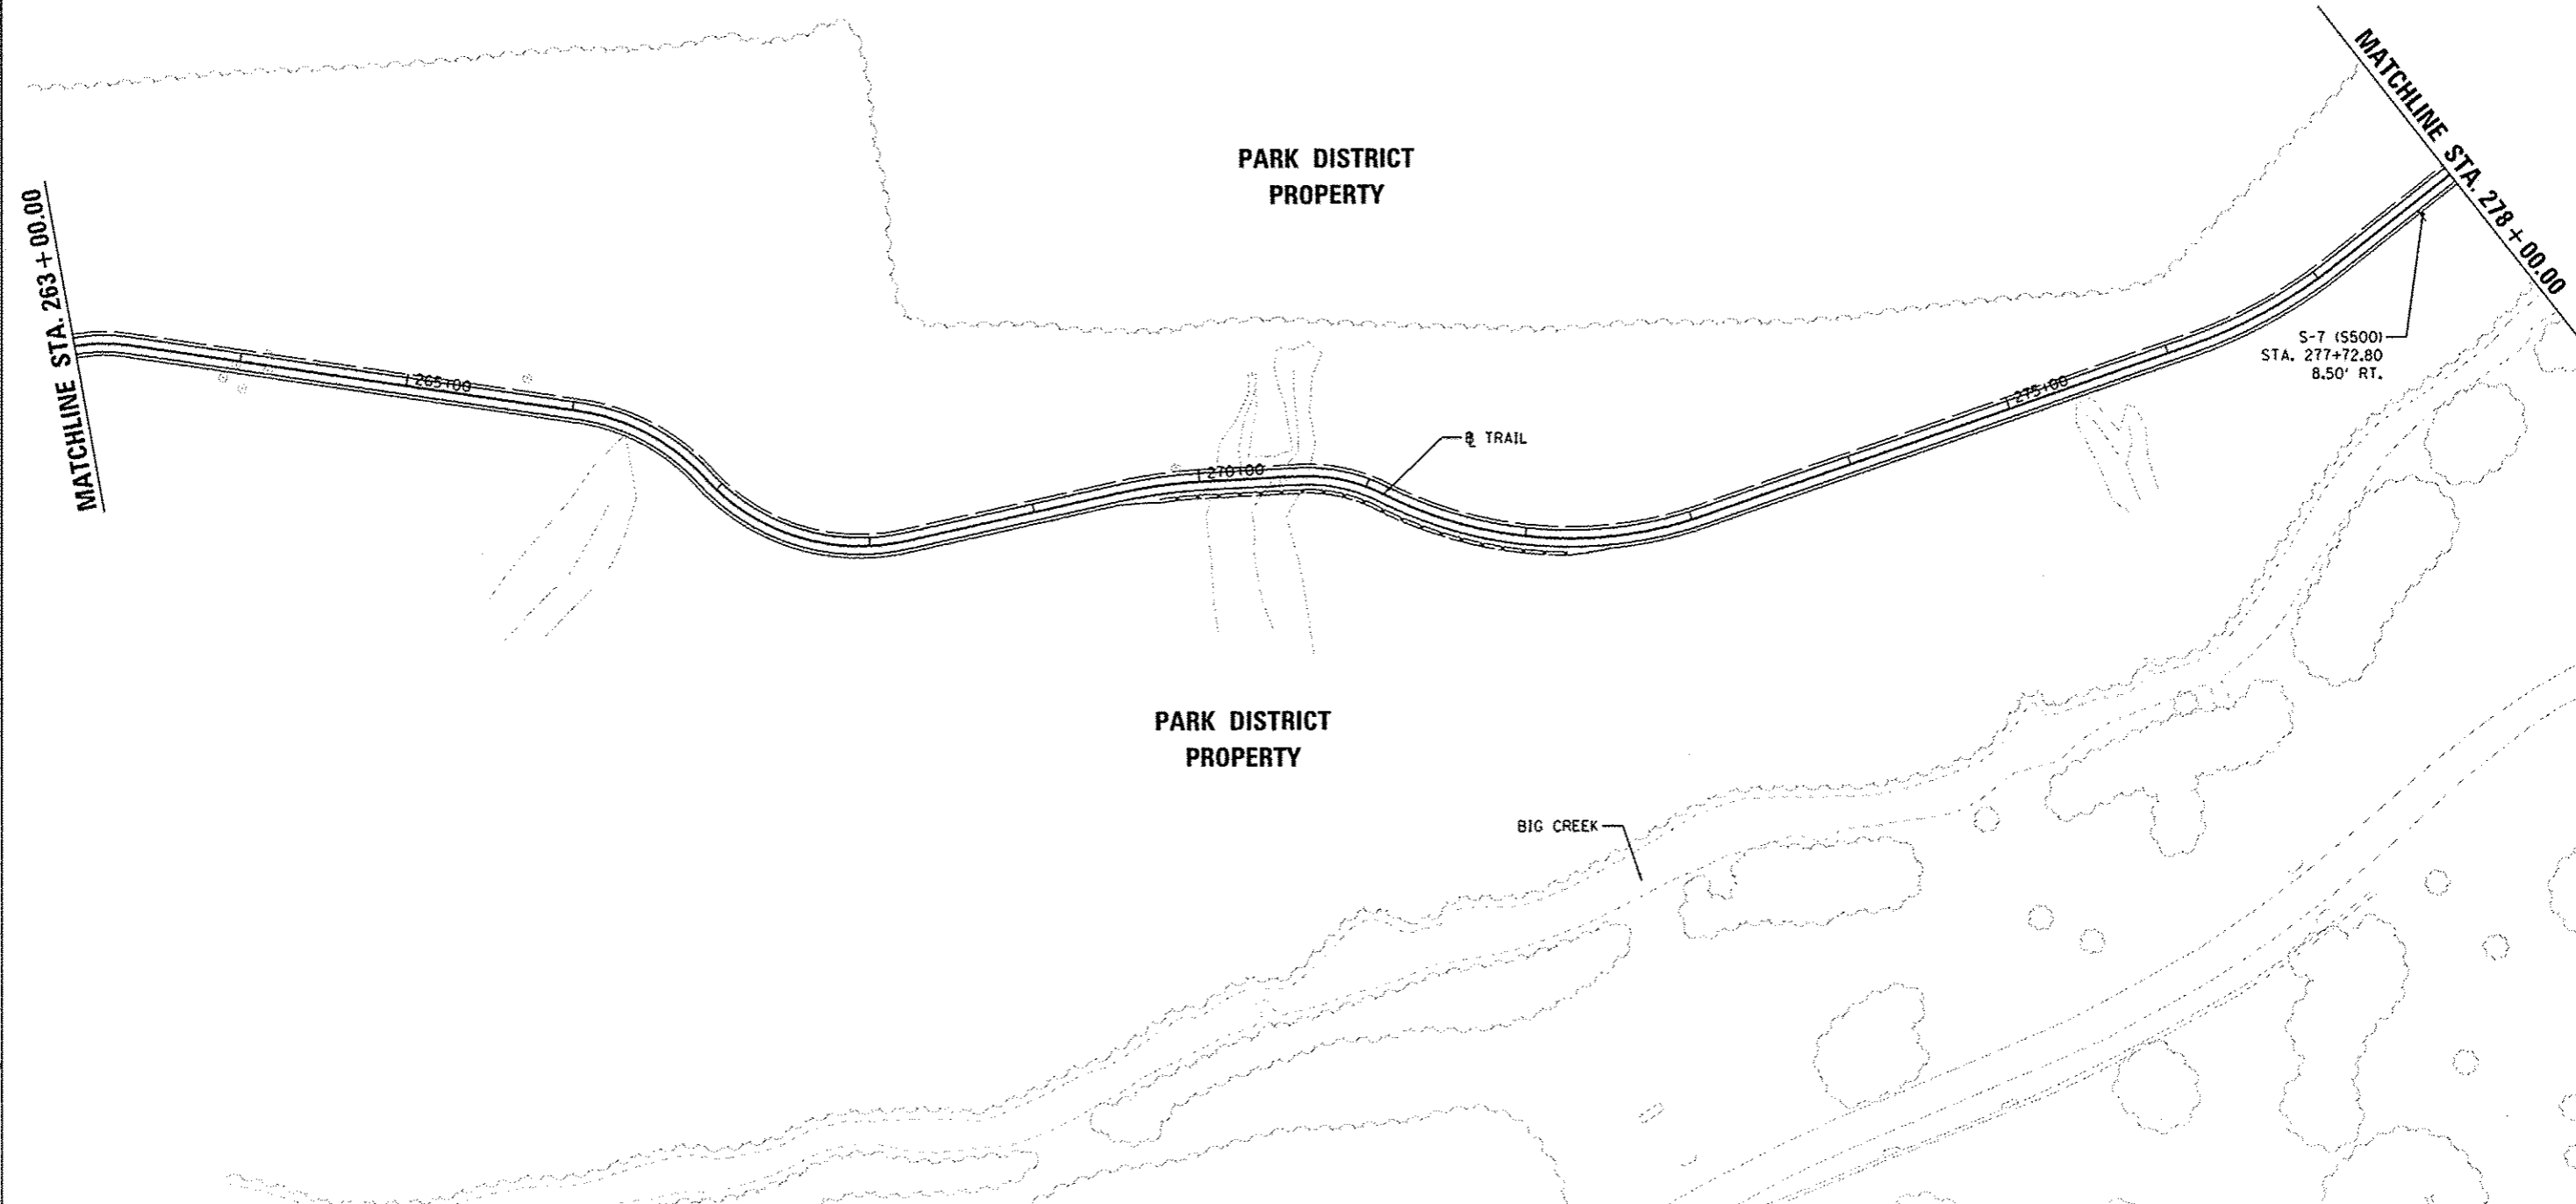 MATCHLINE STA. 263+00.00
PARK DISTRICT
PROPERTY
MATCHLINE STA. 278+00.00
265+00
270+00
275+00
℄ TRAIL
S-7 (S500)
STA. 277+72.80
8.50' RT.
PARK DISTRICT
PROPERTY
BIG CREEK